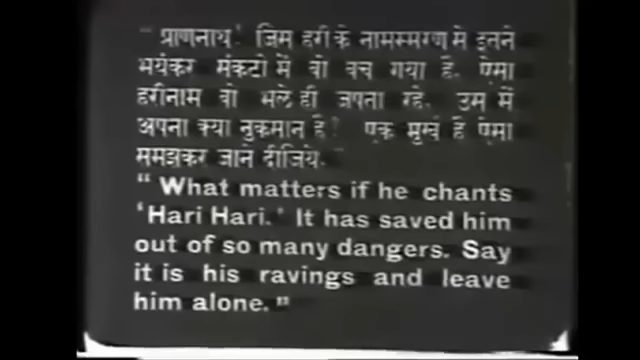 " प्राणनाथ! जिस हरी के नामस्मरण में इतने
भयंकर संकटो में वो बच गया है. ऐसा
हरीनाम वो भले ही जपता रहे. उस में
अपना क्या नुकसान है! एक मुर्ख है ऐसा
समझकर जाने दीजिये. "
" What matters if he chants
'Hari Hari.' It has saved him
out of so many dangers. Say
it is his ravings and leave
him alone. "